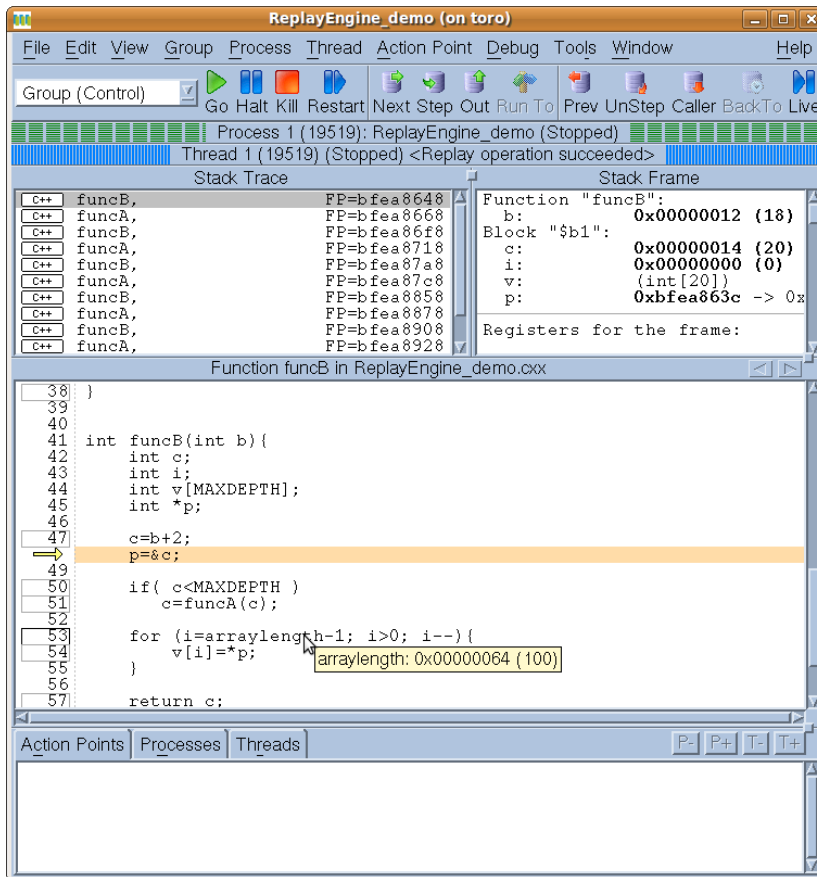 ReplayEngine_demo (on toro)
File Edit View Group Process Thread Action Point Debug Tools Window Help
Group (Control)
Go Halt Kill Restart Next Step Out Run To Prev UnStep Caller BackTo Live
Process 1 (19519): ReplayEngine_demo (Stopped)
Thread 1 (19519) (Stopped) <Replay operation succeeded>
Stack Trace
C++ funcB, FP=bfea8648
C++ funcA, FP=bfea8668
C++ funcB, FP=bfea86f8
C++ funcA, FP=bfea8718
C++ funcB, FP=bfea87a8
C++ funcA, FP=bfea87c8
C++ funcB, FP=bfea8858
C++ funcA, FP=bfea8878
C++ funcB, FP=bfea8908
C++ funcA, FP=bfea8928
Stack Frame
Function "funcB":
b: 0x00000012 (18)
Block "$b1":
c: 0x00000014 (20)
i: 0x00000000 (0)
v: (int[20])
p: 0xbfea863c -> 0x
Registers for the frame:
Function funcB in ReplayEngine_demo.cxx
38 }
39
40
41 int funcB(int b){
42 int c;
43 int i;
44 int v[MAXDEPTH];
45 int *p;
46
47 c=b+2;
p=&c;
49
50 if( c<MAXDEPTH )
51 c=funcA(c);
52
53 for (i=arraylength-1; i>0; i--){
54 v[i]=*p;
arraylength: 0x00000064 (100)
55 }
56
57 return c;
Action Points Processes Threads P- P+ T- T+